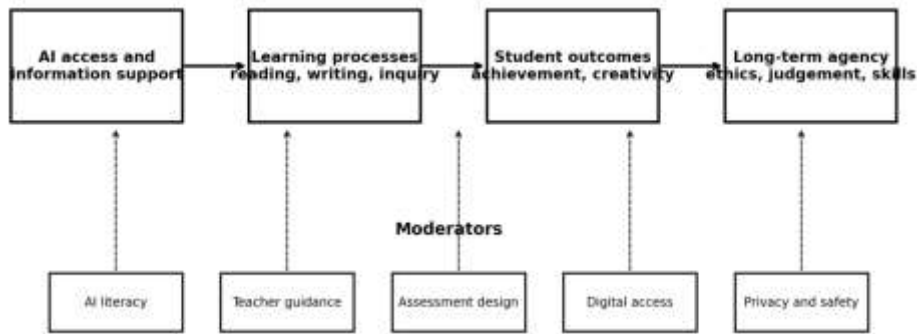 AI access and
information support
Learning processes
reading, writing, inquiry
Student outcomes
achievement, creativity
Long-term agency
ethics, judgement, skills
Moderators
AI literacy
Teacher guidance
Assessment design
Digital access
Privacy and safety